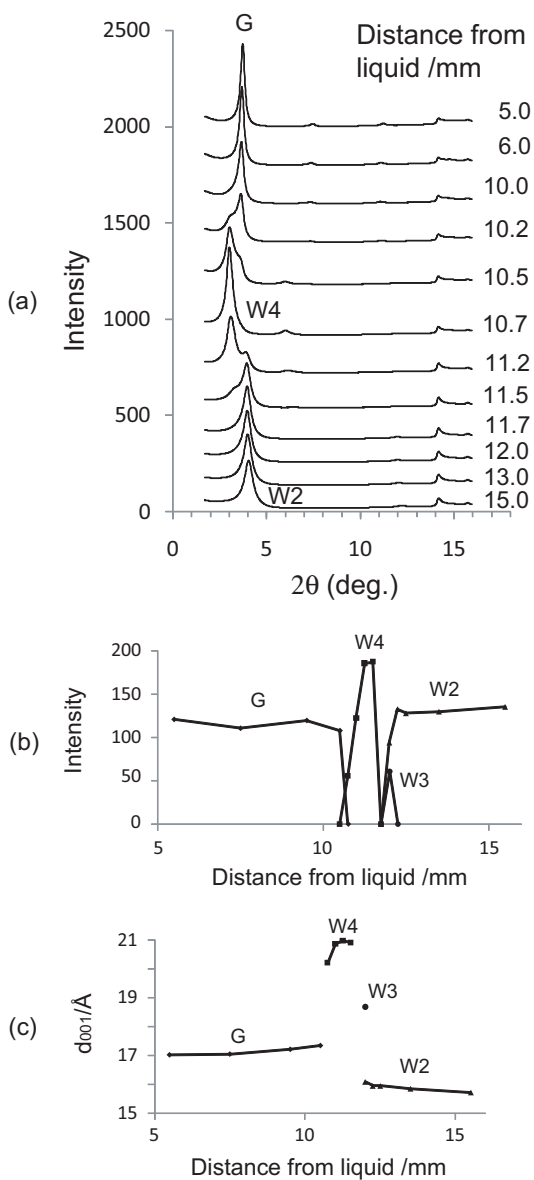 G
Distance from
liquid /mm
2500
2000
1500
1000
500
0
5.0
6.0
10.0
10.2
10.5
10.7
11.2
11.5
11.7
12.0
13.0
15.0
W4
W2
(a)
Intensity
0 5 10 15
2θ (deg.)
(b)
Intensity
200
150
100
50
0
G
W4
W2
W3
5 10 15
Distance from liquid /mm
(c)
d001/Å
21
19
17
15
G
W4
W3
W2
5 10 15
Distance from liquid /mm